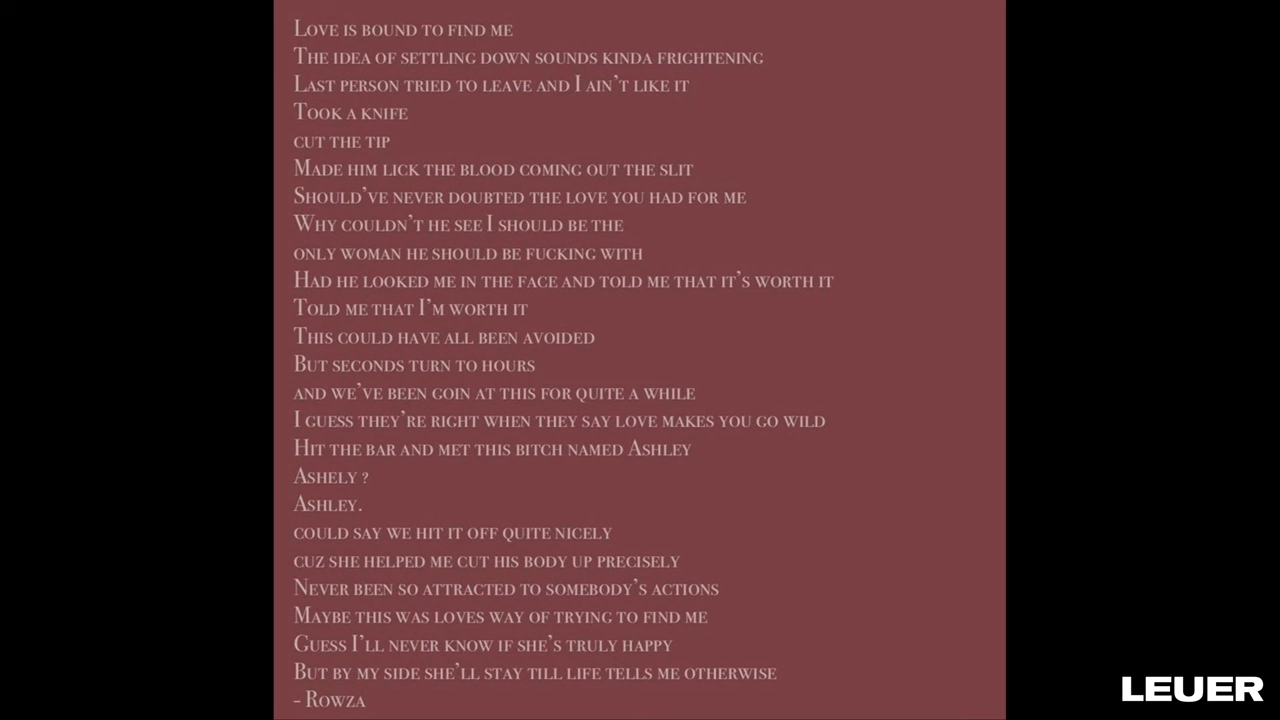 Love is bound to find me
The idea of settling down sounds kinda frightening
Last person tried to leave and I ain't like it
Took a knife
cut the tip
Made him lick the blood coming out the slit
Should've never doubted the love you had for me
Why couldn't he see I should be the
only woman he should be fucking with
Had he looked me in the face and told me that it's worth it
Told me that I'm worth it
This could have all been avoided
But seconds turn to hours
and we've been goin at this for quite a while
I guess they're right when they say love makes you go wild
Hit the bar and met this bitch named Ashley
Ashely ?
Ashley.
could say we hit it off quite nicely
cuz she helped me cut his body up precisely
Never been so attracted to somebody's actions
Maybe this was loves way of trying to find me
Guess I'll never know if she's truly happy
But by my side she'll stay till life tells me otherwise
- Rowza
LEUER